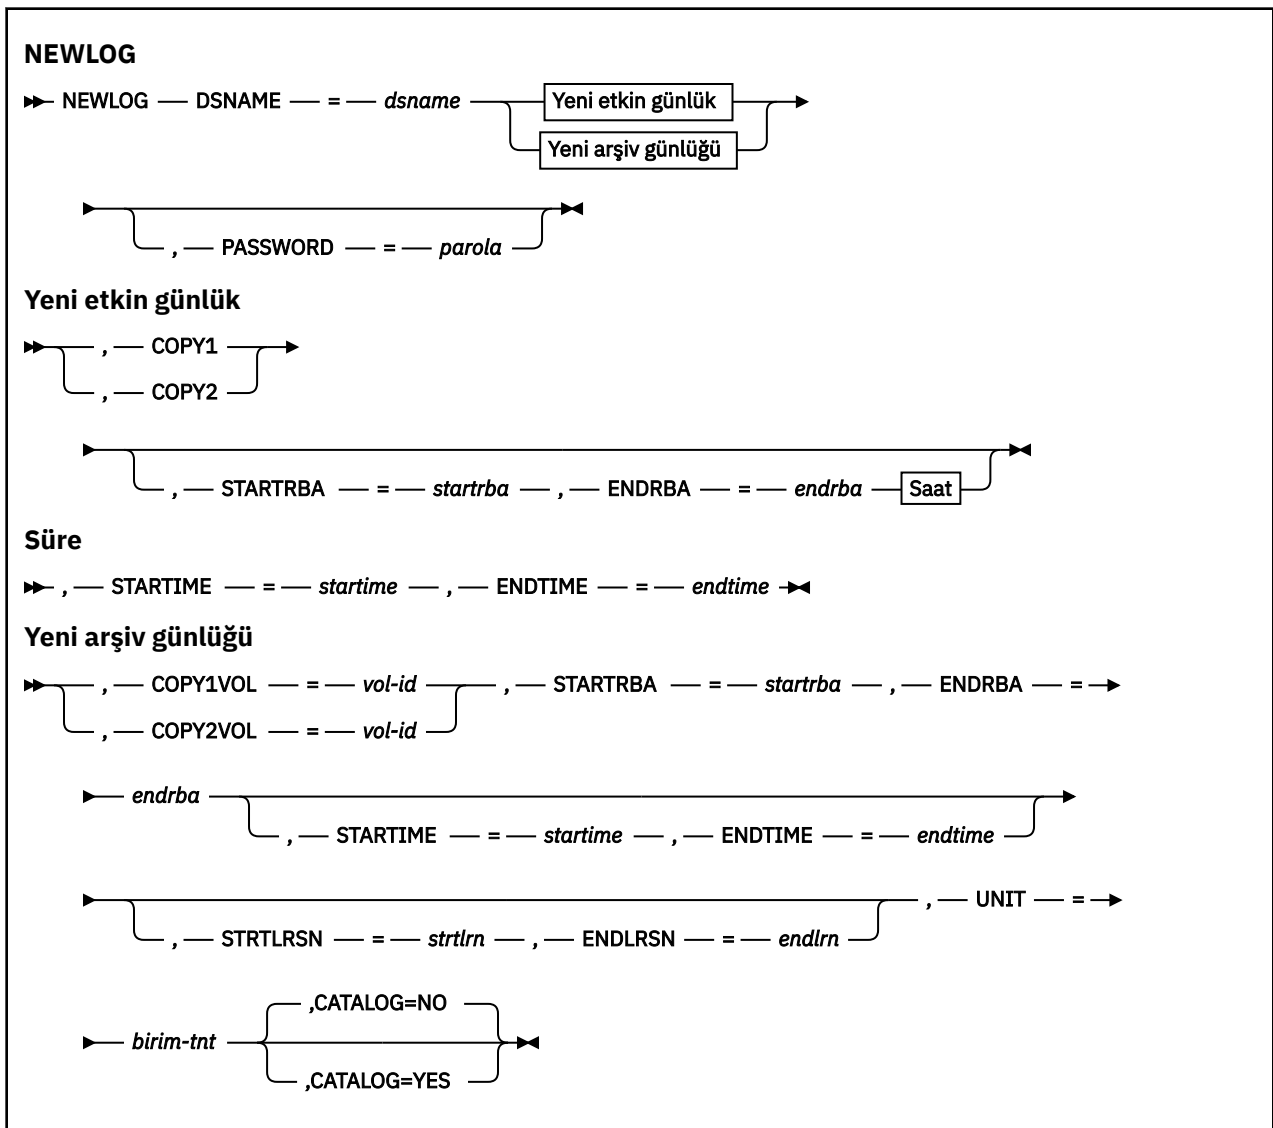 NEWLOG
NEWLOG DSNAME = dsname Yeni etkin günlük
Yeni arşiv günlüğü
, PASSWORD = parola
Yeni etkin günlük
, COPY1
, COPY2
, STARTRBA = startrba , ENDRBA = endrba Saat
Süre
, STARTIME = startime , ENDTIME = endtime
Yeni arşiv günlüğü
, COPY1VOL = vol-id , STARTRBA = startrba , ENDRBA =
, COPY2VOL = vol-id
endrba
, STARTIME = startime , ENDTIME = endtime
, UNIT =
, STRTLRSN = strtlrn , ENDLRSN = endlrn
,CATALOG=NO
birim-tnt
,CATALOG=YES